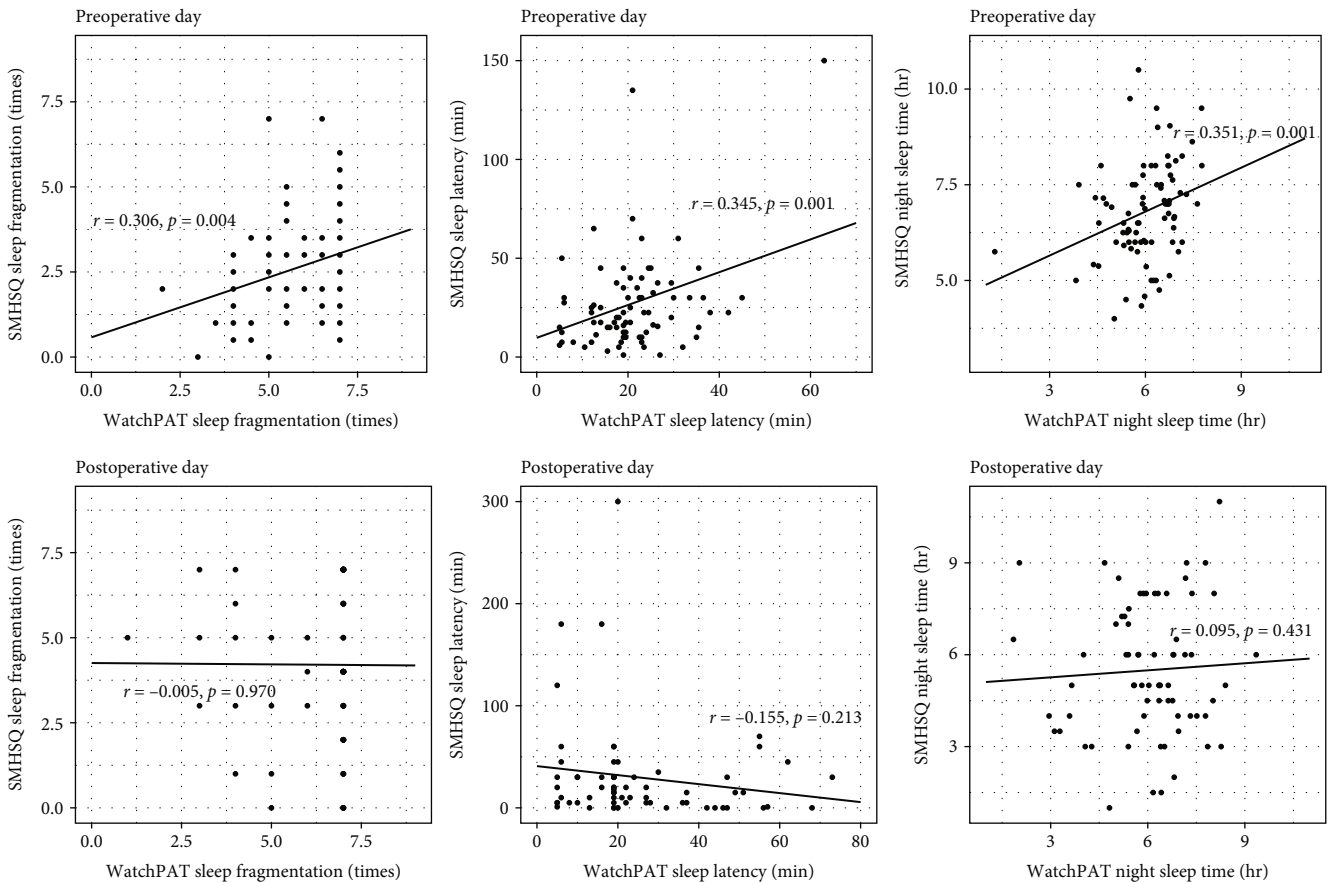 Preoperative day
SMHSQ sleep fragmentation (times)
7.5
5.0
2.5
0.0
r = 0.306, p = 0.004
0.0 2.5 5.0 7.5
WatchPAT sleep fragmentation (times)
Preoperative day
SMHSQ sleep latency (min)
150
100
50
0
r = 0.345, p = 0.001
0 20 40 60
WatchPAT sleep latency (min)
Preoperative day
SMHSQ night sleep time (hr)
10.0
7.5
5.0
r = 0.351, p = 0.001
3 6 9
WatchPAT night sleep time (hr)
Postoperative day
SMHSQ sleep fragmentation (times)
7.5
5.0
2.5
0.0
r = –0.005, p = 0.970
0.0 2.5 5.0 7.5
WatchPAT sleep fragmentation (times)
Postoperative day
SMHSQ sleep latency (min)
300
200
100
0
r = –0.155, p = 0.213
0 20 40 60 80
WatchPAT sleep latency (min)
Postoperative day
SMHSQ night sleep time (hr)
9
6
3
r = 0.095, p = 0.431
3 6 9
WatchPAT night sleep time (hr)